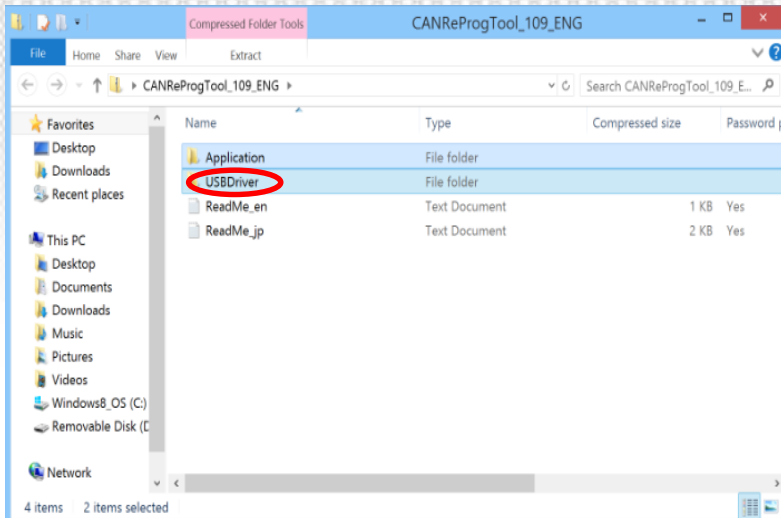 Compressed Folder Tools
CANReProgTool_109_ENG
File Home Share View Extract
CANReProgTool_109_ENG
Search CANReProgTool_109_E...
Favorites
Desktop
Downloads
Recent places
This PC
Desktop
Documents
Downloads
Music
Pictures
Videos
Windows8_OS (C:)
Removable Disk (D
Network
Name Type Compressed size Password
Application File folder
USBDriver File folder
ReadMe_en Text Document 1 KB Yes
ReadMe_jp Text Document 2 KB Yes
4 items 2 items selected